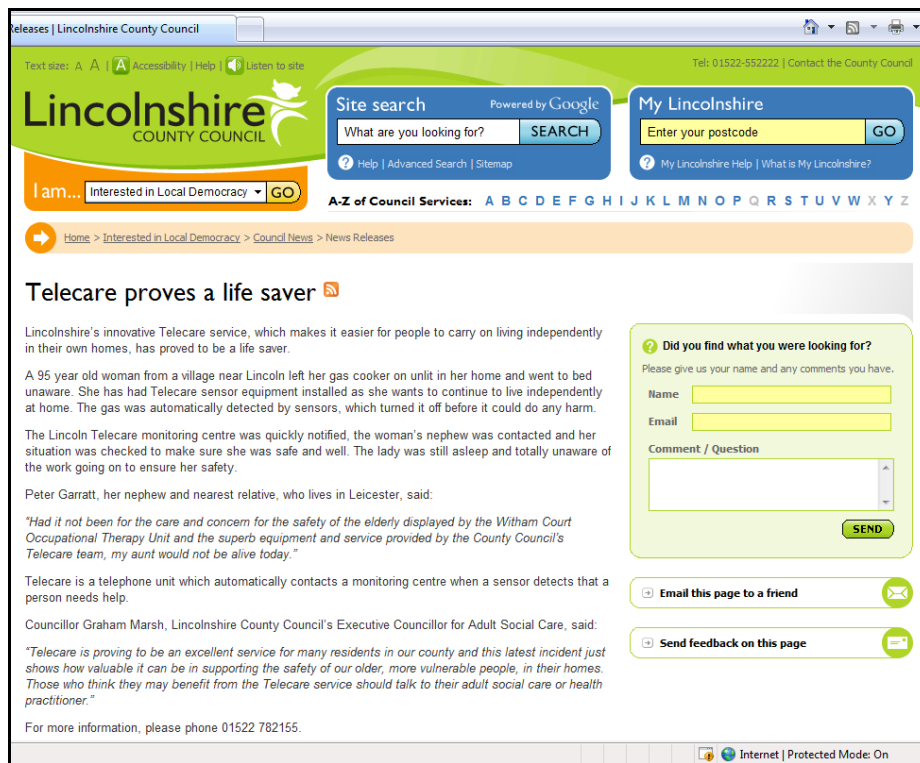 Releases | Lincolnshire County Council
Text size: A A | A Accessibility | Help | Listen to site
Tel: 01522-552222 | Contact the County Council
Lincolnshire
COUNTY COUNCIL
Site search Powered by Google
What are you looking for? SEARCH
Help | Advanced Search | Sitemap
My Lincolnshire
Enter your postcode GO
My Lincolnshire Help | What is My Lincolnshire?
I am... Interested in Local Democracy GO
A-Z of Council Services: A B C D E F G H I J K L M N O P Q R S T U V W X Y Z
Home > Interested in Local Democracy > Council News > News Releases
Telecare proves a life saver
Lincolnshire's innovative Telecare service, which makes it easier for people to carry on living independently
in their own homes, has proved to be a life saver.
A 95 year old woman from a village near Lincoln left her gas cooker on unlit in her home and went to bed
unaware. She has had Telecare sensor equipment installed as she wants to continue to live independently
at home. The gas was automatically detected by sensors, which turned it off before it could do any harm.
The Lincoln Telecare monitoring centre was quickly notified, the woman's nephew was contacted and her
situation was checked to make sure she was safe and well. The lady was still asleep and totally unaware of
the work going on to ensure her safety.
Peter Garratt, her nephew and nearest relative, who lives in Leicester, said:
"Had it not been for the care and concern for the safety of the elderly displayed by the Witham Court
Occupational Therapy Unit and the superb equipment and service provided by the County Council's
Telecare team, my aunt would not be alive today."
Telecare is a telephone unit which automatically contacts a monitoring centre when a sensor detects that a
person needs help.
Councillor Graham Marsh, Lincolnshire County Council's Executive Councillor for Adult Social Care, said:
"Telecare is proving to be an excellent service for many residents in our county and this latest incident just
shows how valuable it can be in supporting the safety of our older, more vulnerable people, in their homes.
Those who think they may benefit from the Telecare service should talk to their adult social care or health
practitioner."
For more information, please phone 01522 782155.
Did you find what you were looking for?
Please give us your name and any comments you have.
Name
Email
Comment / Question
SEND
Email this page to a friend
Send feedback on this page
Internet | Protected Mode: On